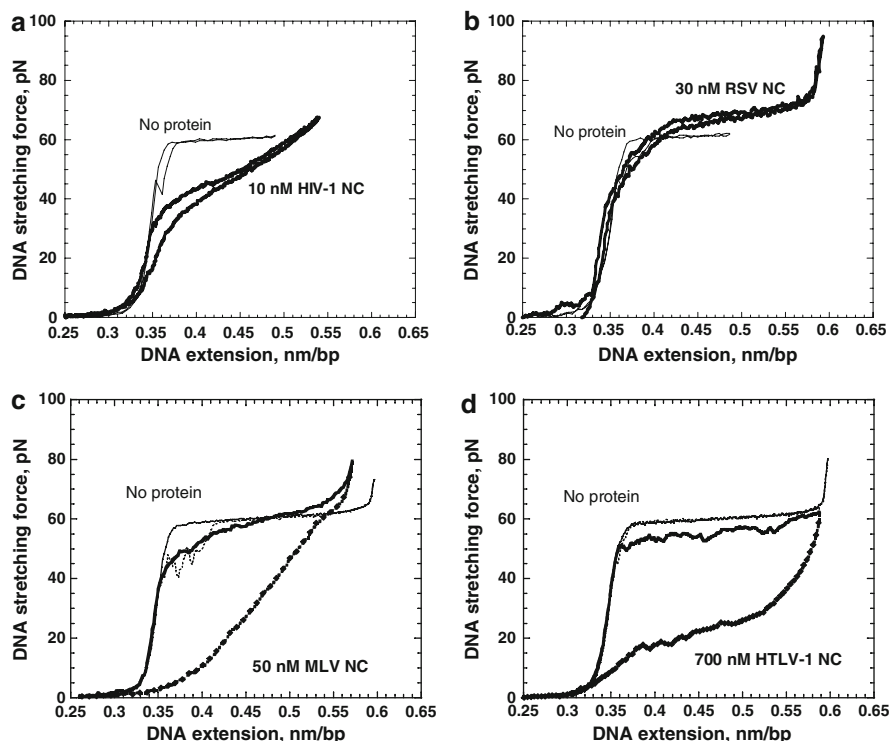 a
DNA stretching force, pN
100
80
60
40
20
0
No protein
10 nM HIV-1 NC
0.25 0.3 0.35 0.4 0.45 0.5 0.55 0.6 0.65
DNA extension, nm/bp
b
DNA stretching force, pN
100
80
60
40
20
0
30 nM RSV NC
No protein
0.25 0.3 0.35 0.4 0.45 0.5 0.55 0.6 0.65
DNA extension, nm/bp
c
DNA stretching force, pN
100
80
60
40
20
0
No protein
50 nM MLV NC
0.25 0.3 0.35 0.4 0.45 0.5 0.55 0.6 0.65
DNA extension, nm/bp
d
DNA stretching force, pN
100
80
60
40
20
0
No protein
700 nM HTLV-1 NC
0.25 0.3 0.35 0.4 0.45 0.5 0.55 0.6 0.65
DNA extension, nm/bp